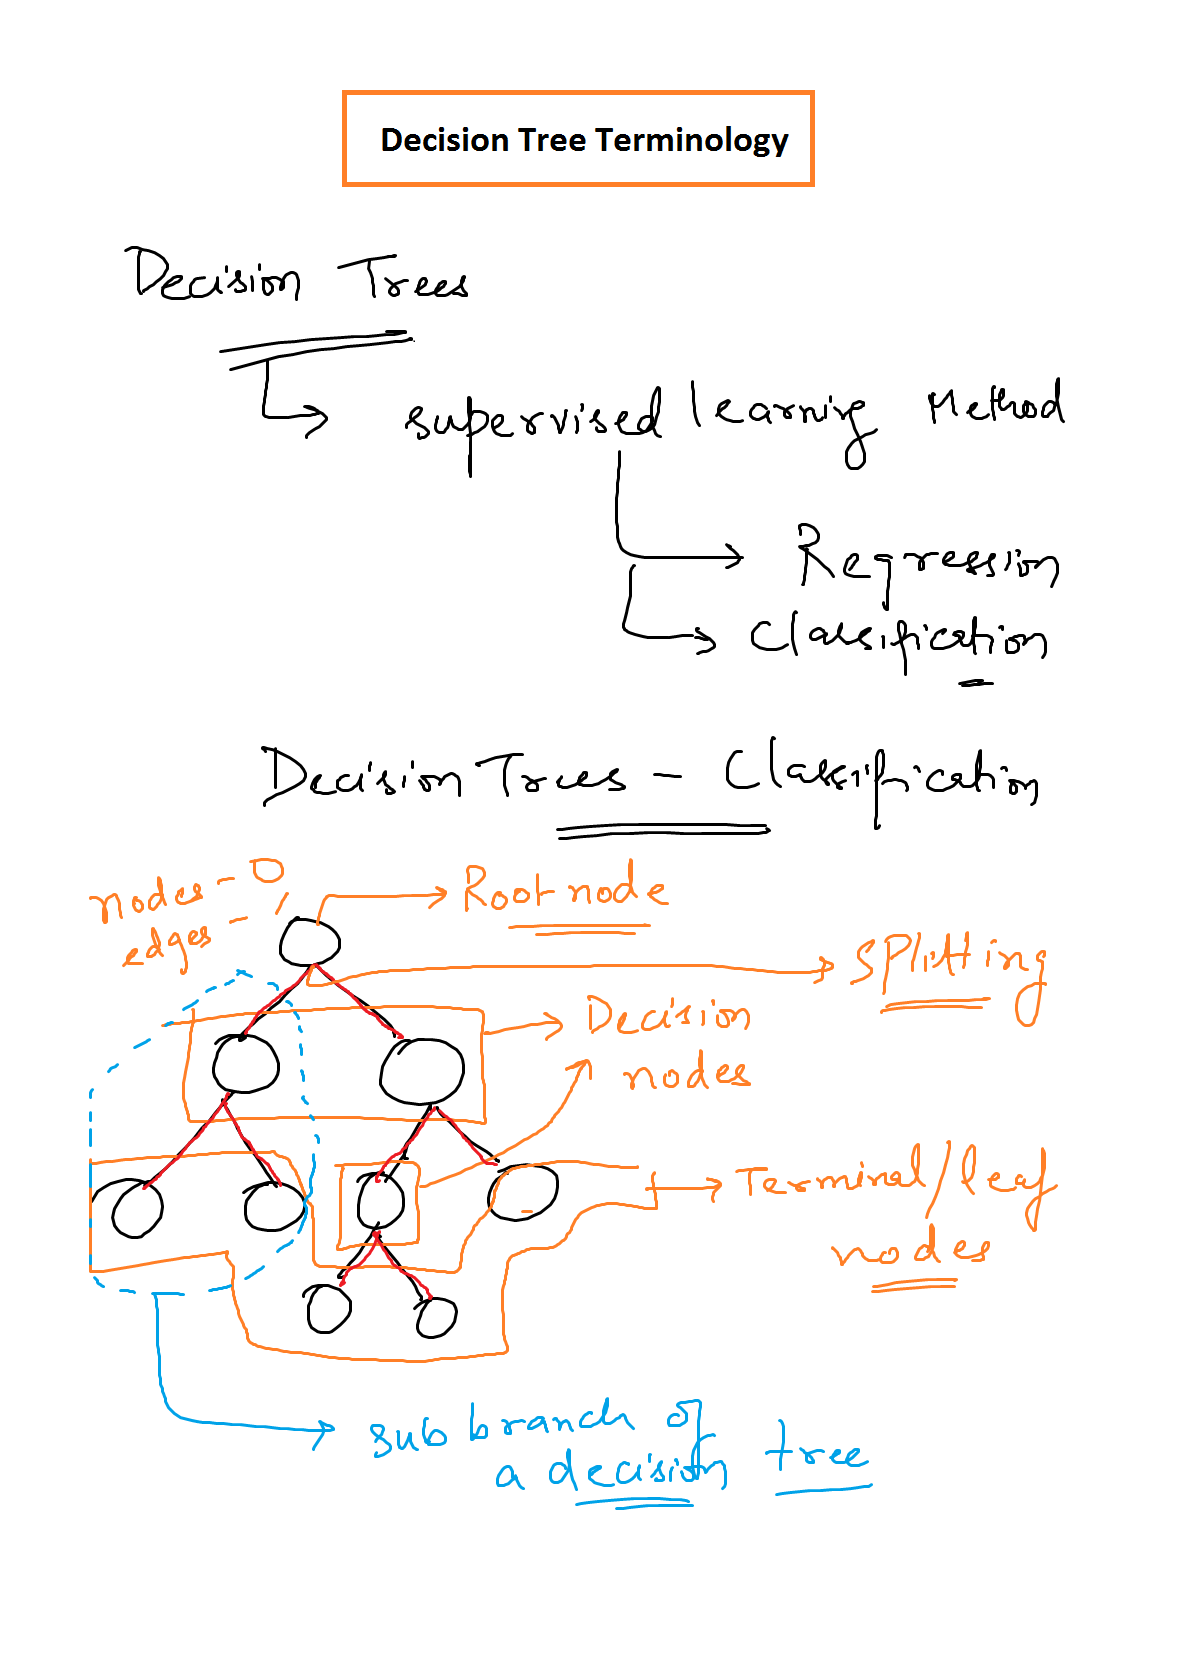 Decision Tree Terminology
Decision Trees
supervised learning Method
Regression
Classification
Decision Trees - Classification
nodes - O
edges - /
Root node
splitting
Decision
nodes
Terminal/leaf
nodes
sub branch of
a decision tree